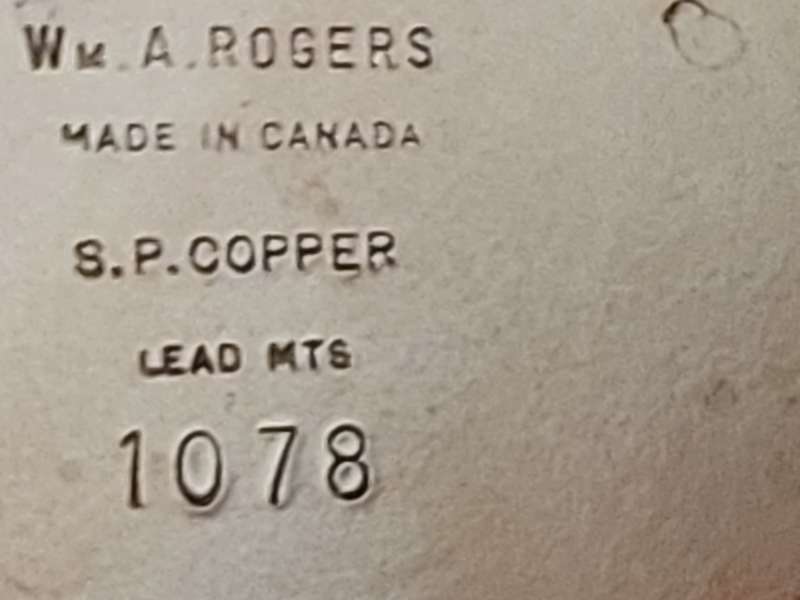 Wm. A. ROGERS
MADE IN CANADA
S.P. COPPER
LEAD MTS
1078